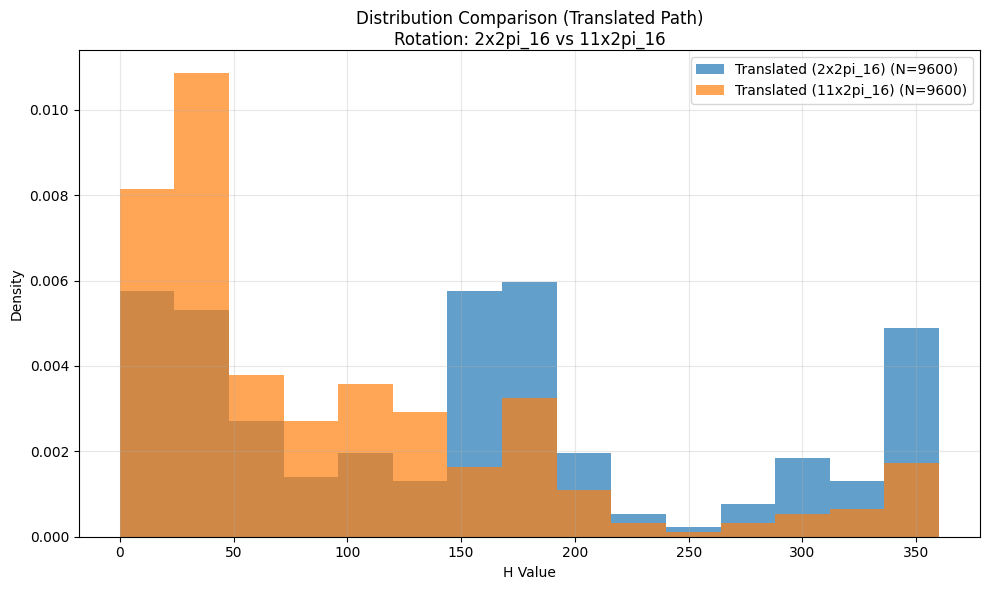 Distribution Comparison (Translated Path)
Rotation: 2x2pi_16 vs 11x2pi_16
Translated (2x2pi_16) (N=9600)
Translated (11x2pi_16) (N=9600)
Density
0.010
0.008
0.006
0.004
0.002
0.000
0 50 100 150 200 250 300 350
H Value